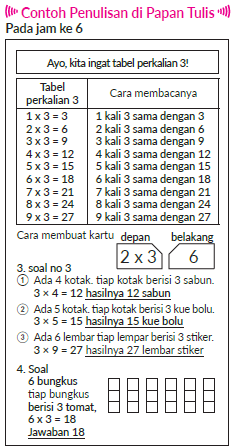 Contoh Penulisan di Papan Tulis
Pada jam ke 6
Ayo, kita ingat tabel perkalian 3!
Tabel perkalian 3 Cara membacanya
1 x 3 = 3 1 kali 3 sama dengan 3
2 x 3 = 6 2 kali 3 sama dengan 6
3 x 3 = 9 3 kali 3 sama dengan 9
4 x 3 = 12 4 kali 3 sama dengan 12
5 x 3 = 15 5 kali 3 sama dengan 15
6 x 3 = 18 6 kali 3 sama dengan 18
7 x 3 = 21 7 kali 3 sama dengan 21
8 x 3 = 24 8 kali 3 sama dengan 24
9 x 3 = 27 9 kali 3 sama dengan 27
Cara membuat kartu depan belakang
2 x 3 6
3. soal no 3
① Ada 4 kotak. tiap kotak berisi 3 sabun.
3 × 4 = 12 hasilnya 12 sabun
② Ada 5 kotak. tiap kotak berisi 3 kue bolu.
3 × 5 = 15 hasilnya 15 kue bolu
③ Ada 6 lembar tiap lempar berisi 3 stiker.
3 × 9 = 27 hasilnya 27 lembar stiker
4. Soal
6 bungkus
tiap bungkus
berisi 3 tomat,
6 x 3 = 18
Jawaban 18